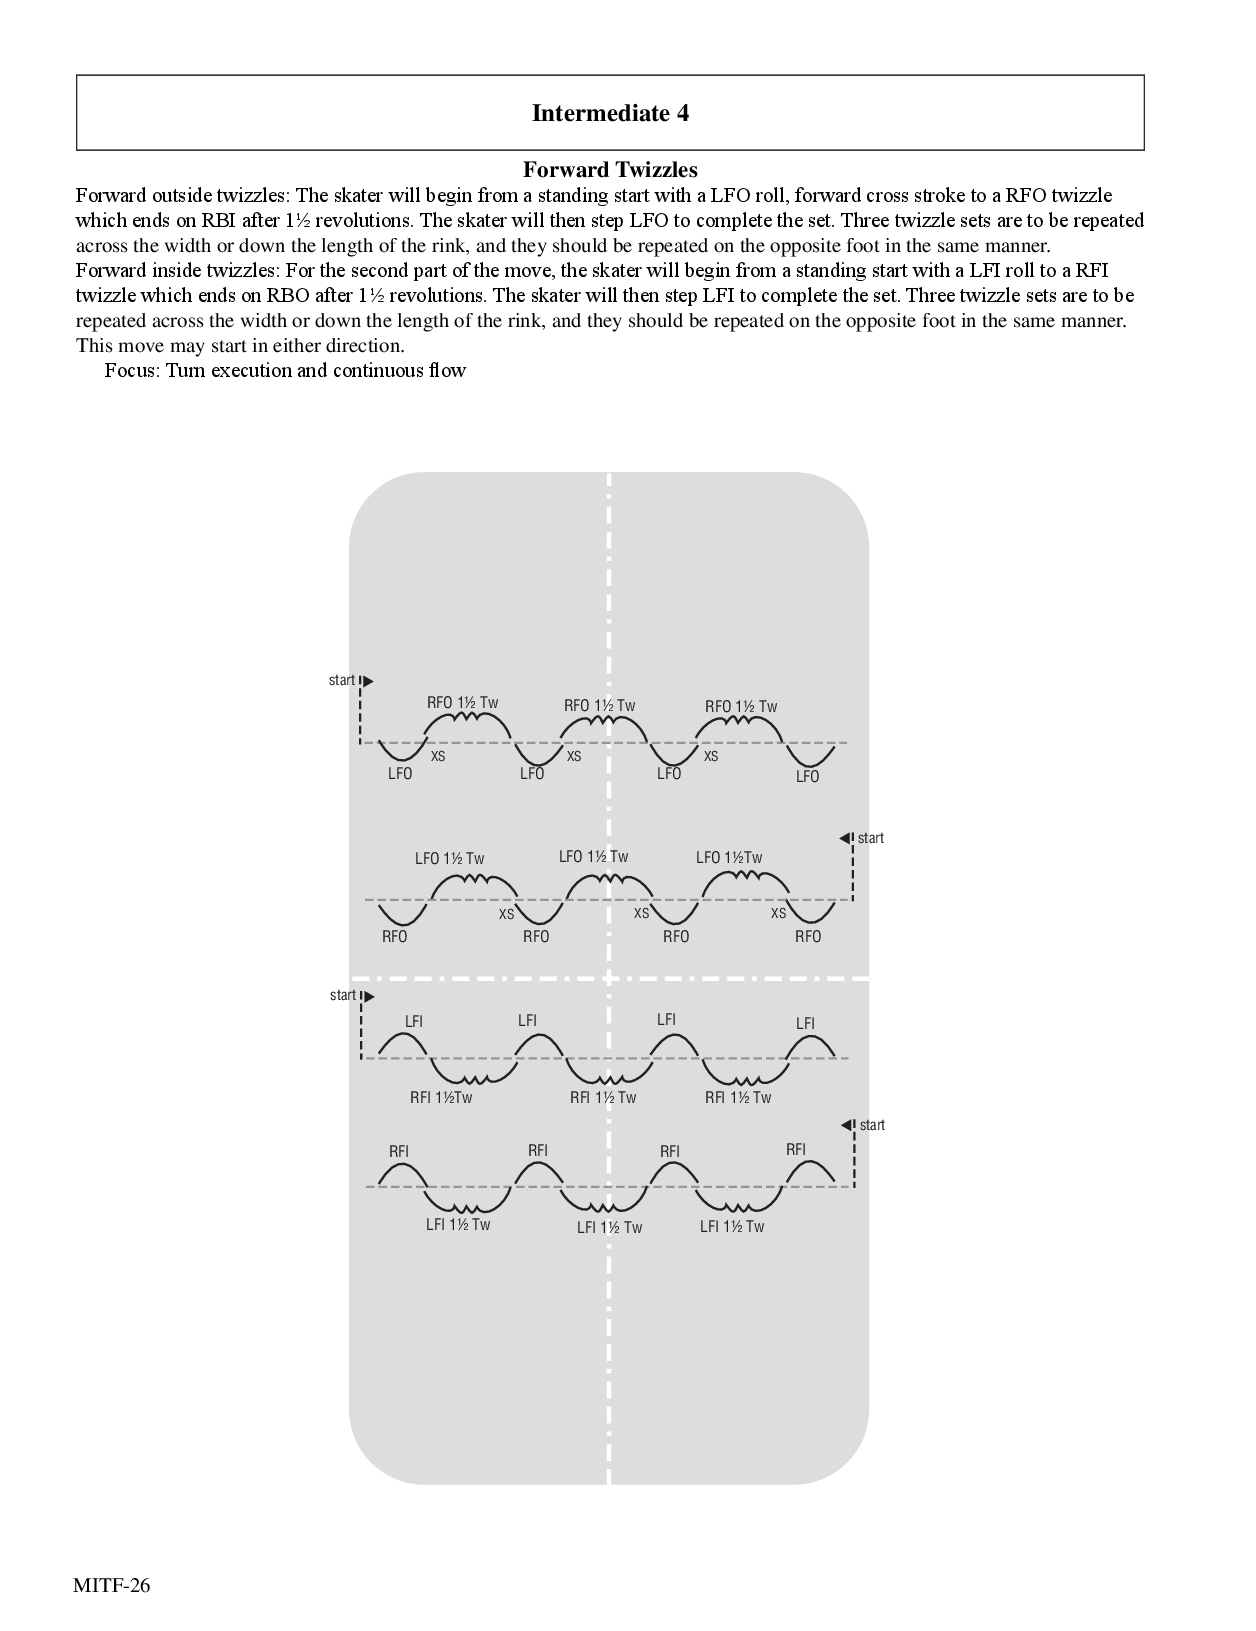 Intermediate 4
Forward Twizzles
Forward outside twizzles: The skater will begin from a standing start with a LFO roll, forward cross stroke to a RFO twizzle
which ends on RBI after 1½ revolutions. The skater will then step LFO to complete the set. Three twizzle sets are to be repeated
across the width or down the length of the rink, and they should be repeated on the opposite foot in the same manner.
Forward inside twizzles: For the second part of the move, the skater will begin from a standing start with a LFI roll to a RFI
twizzle which ends on RBO after 1½ revolutions. The skater will then step LFI to complete the set. Three twizzle sets are to be
repeated across the width or down the length of the rink, and they should be repeated on the opposite foot in the same manner.
This move may start in either direction.
Focus: Turn execution and continuous flow
start
RFO 1½ Tw RFO 1½ Tw RFO 1½ Tw
XS XS XS
LFO LFO LFO LFO
start
LFO 1½ Tw LFO 1½ Tw LFO 1½Tw
XS XS XS
RFO RFO RFO RFO
start
LFI LFI LFI LFI
RFI 1½Tw RFI 1½ Tw RFI 1½ Tw
start
RFI RFI RFI RFI
LFI 1½ Tw LFI 1½ Tw LFI 1½ Tw
MITF-26